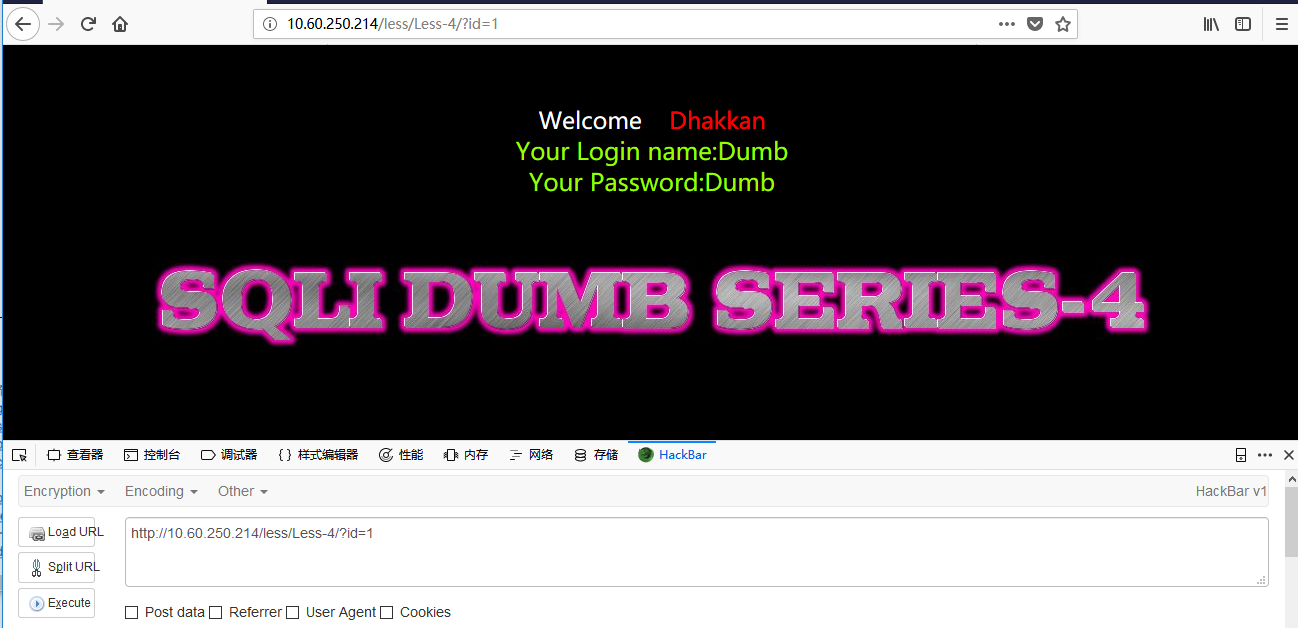 10.60.250.214/less/Less-4/?id=1
Welcome Dhakkan
Your Login name:Dumb
Your Password:Dumb
SQLI DUMB SERIES-4
查看器 控制台 调试器 {} 样式编辑器 性能 内存 网络 存储 HackBar
Encryption Encoding Other HackBar v1
Load URL http://10.60.250.214/less/Less-4/?id=1
Split URL
Execute
Post data Referrer User Agent Cookies